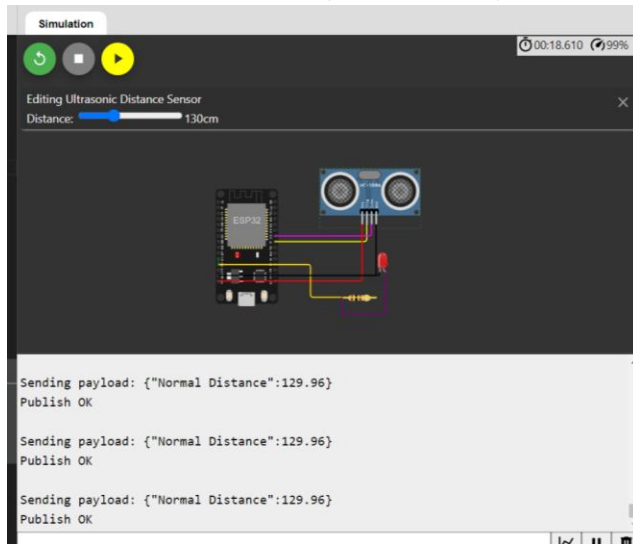 Simulation
00:18.610 99%
Editing Ultrasonic Distance Sensor
Distance: 130cm
ESP32
Sending payload: {"Normal Distance":129.96}
Publish OK
Sending payload: {"Normal Distance":129.96}
Publish OK
Sending payload: {"Normal Distance":129.96}
Publish OK